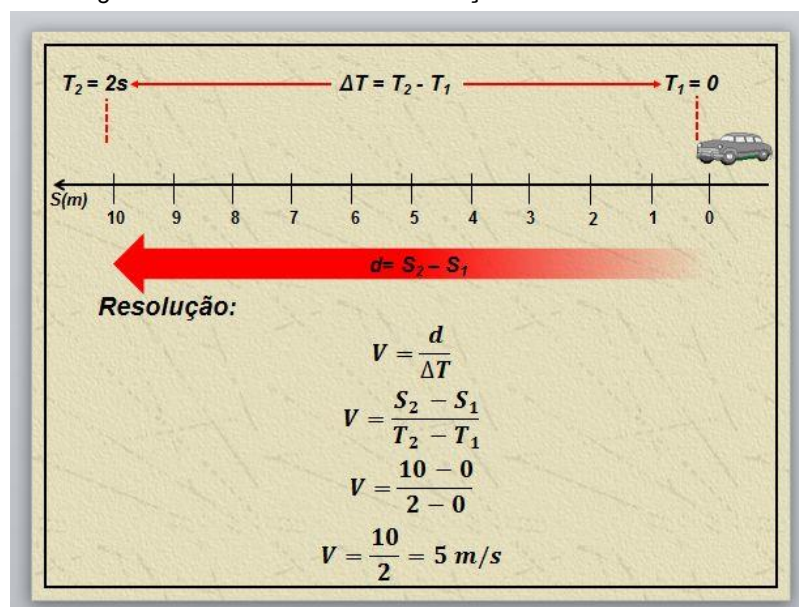 T₂ = 2s ΔT = T₂ - T₁ T₁ = 0
S(m)
10 9 8 7 6 5 4 3 2 1 0
d= S₂ – S₁
Resolução:
V = d / ΔT
V = S₂ − S₁ / T₂ − T₁
V = 10 − 0 / 2 − 0
V = 10 / 2 = 5 m/s